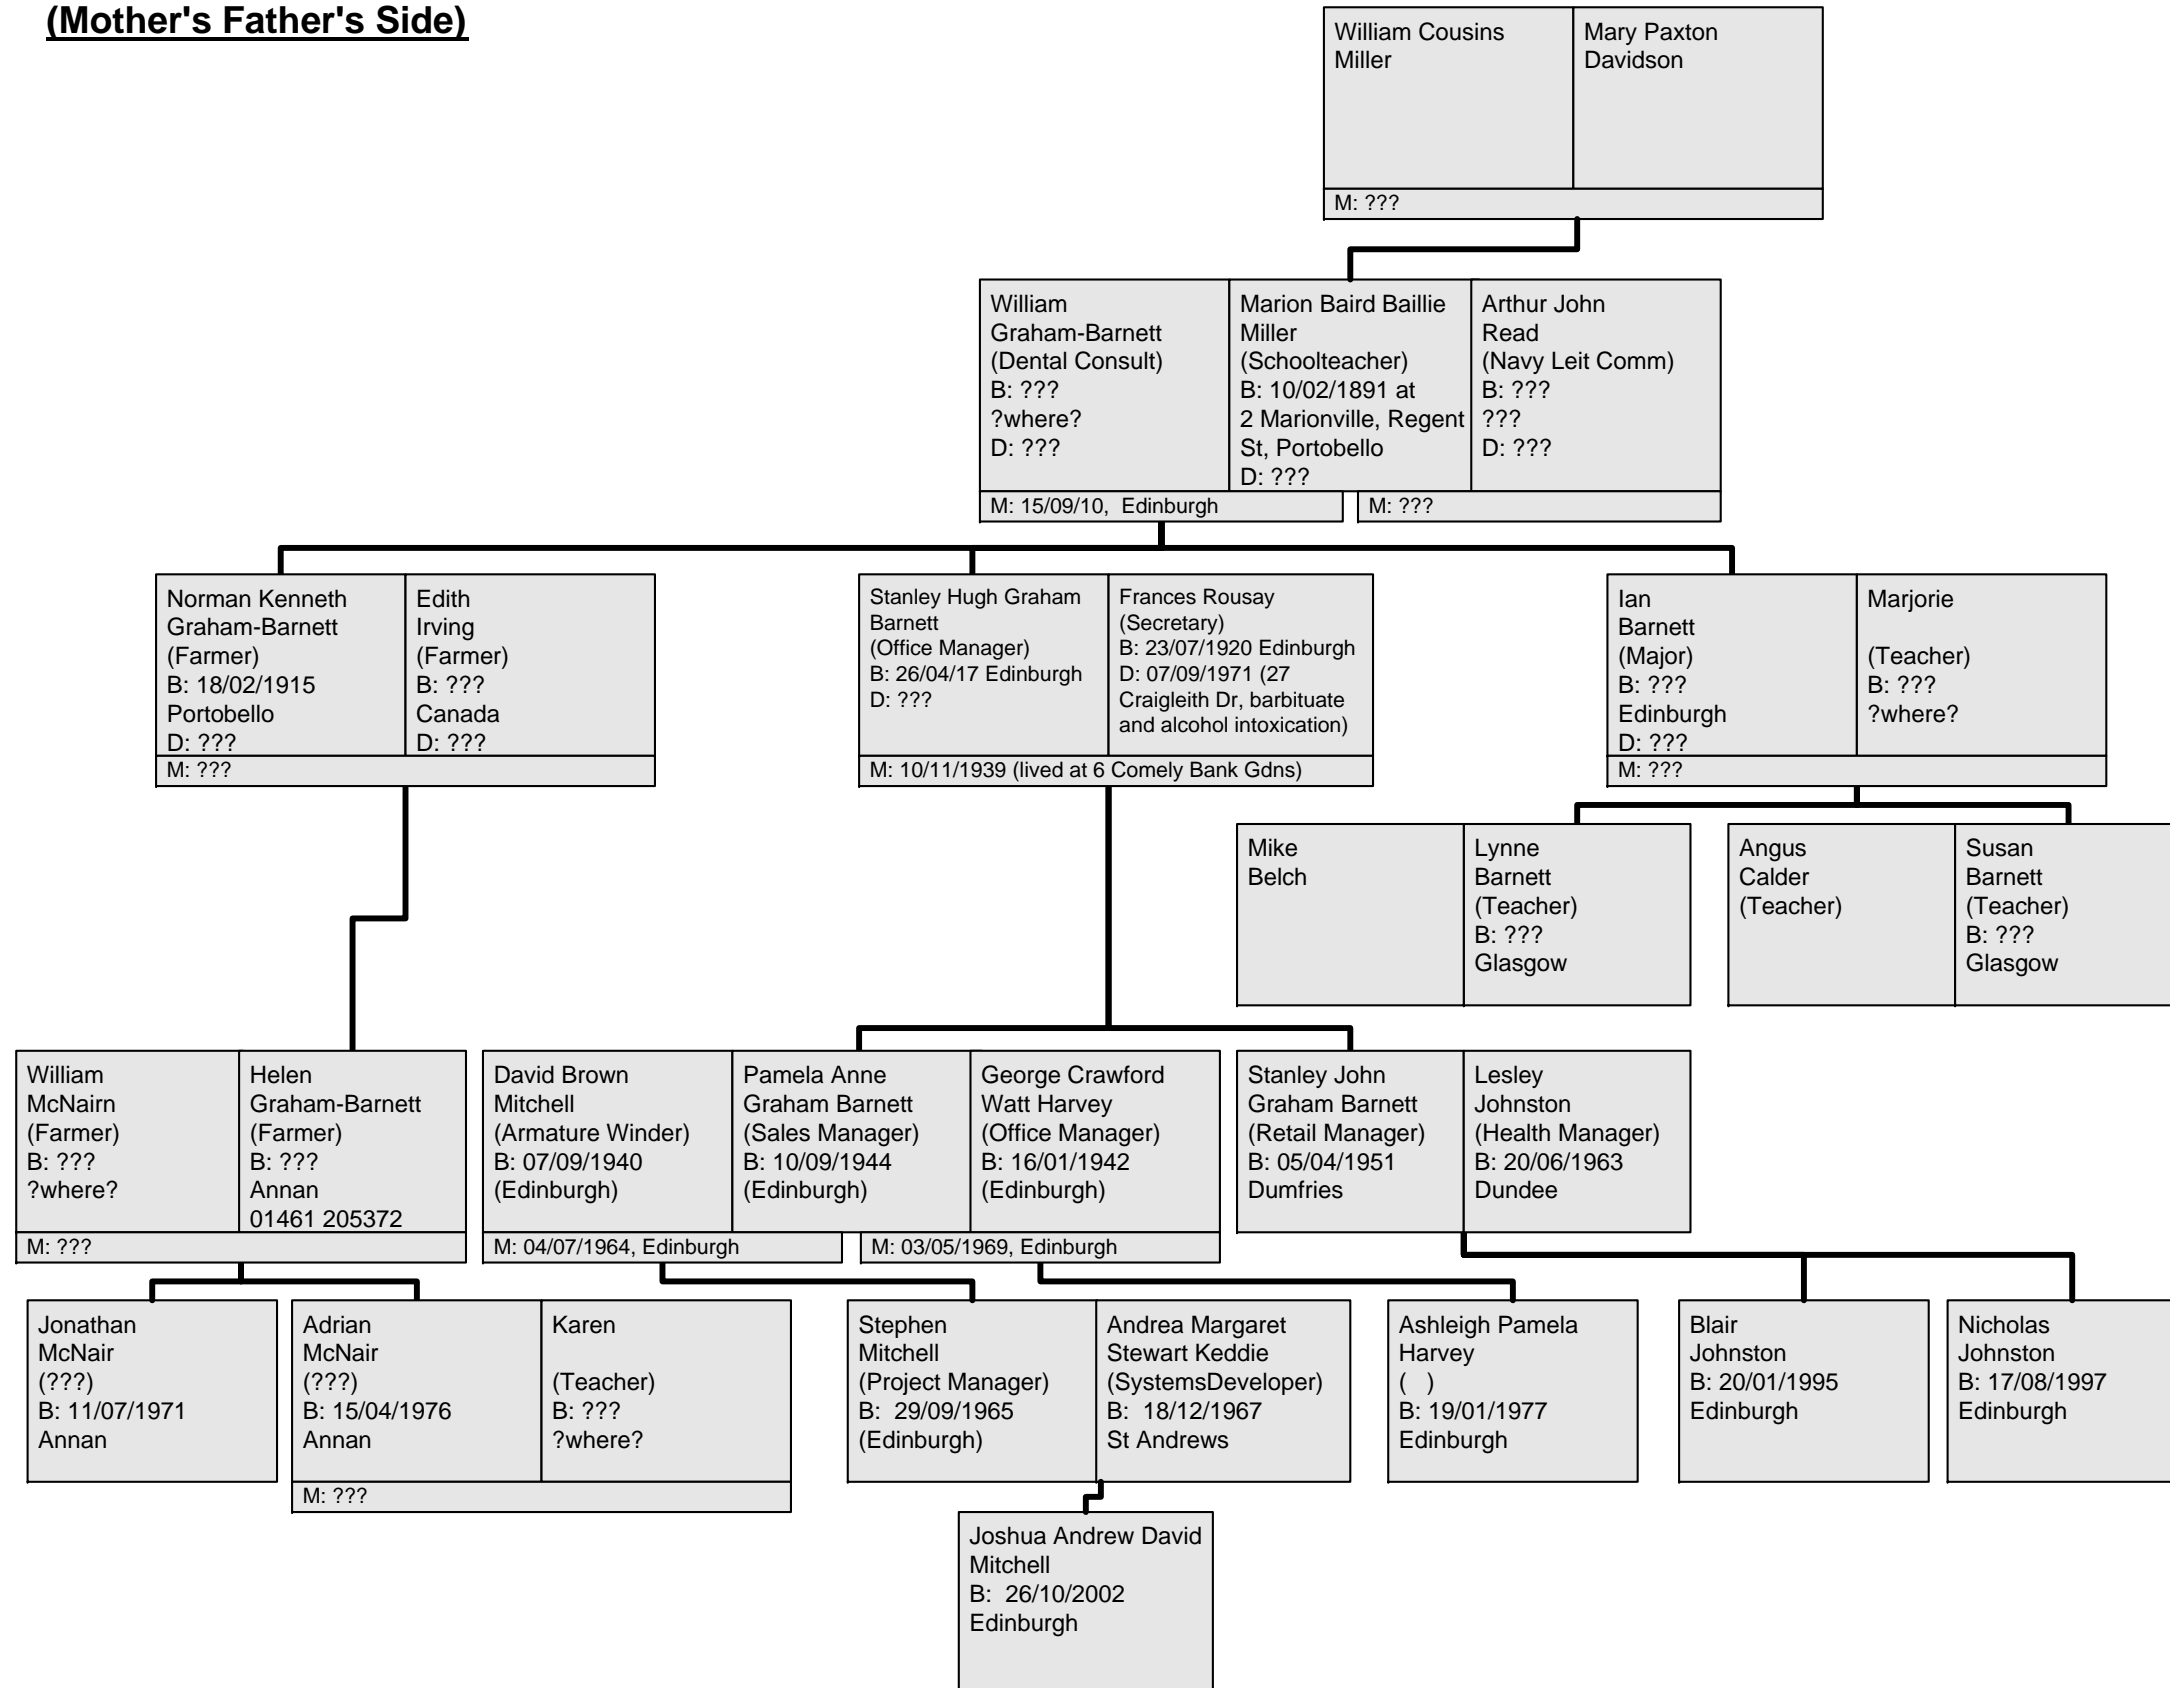 (Mother's Father's Side)
William Cousins
Miller
Mary Paxton
Davidson
M: ???
William
Graham-Barnett
(Dental Consult)
B: ???
?where?
D: ???
Marion Baird Baillie
Miller
(Schoolteacher)
B: 10/02/1891 at
2 Marionville, Regent
St, Portobello
D: ???
Arthur John
Read
(Navy Leit Comm)
B: ???
???
D: ???
M: 15/09/10,  Edinburgh
M: ???
Norman Kenneth
Graham-Barnett
(Farmer)
B: 18/02/1915
Portobello
D: ???
Edith
Irving
(Farmer)
B: ???
Canada
D: ???
M: ???
Stanley Hugh Graham
Barnett
(Office Manager)
B: 26/04/17 Edinburgh
D: ???
Frances Rousay
(Secretary)
B: 23/07/1920 Edinburgh
D: 07/09/1971 (27
Craigleith Dr, barbituate
and alcohol intoxication)
M: 10/11/1939 (lived at 6 Comely Bank Gdns)
Ian
Barnett
(Major)
B: ???
Edinburgh
D: ???
Marjorie
(Teacher)
B: ???
?where?
M: ???
Mike
Belch
Lynne
Barnett
(Teacher)
B: ???
Glasgow
Angus
Calder
(Teacher)
Susan
Barnett
(Teacher)
B: ???
Glasgow
William
McNairn
(Farmer)
B: ???
?where?
Helen
Graham-Barnett
(Farmer)
B: ???
Annan
01461 205372
M: ???
David Brown
Mitchell
(Armature Winder)
B: 07/09/1940
(Edinburgh)
Pamela Anne
Graham Barnett
(Sales Manager)
B: 10/09/1944
(Edinburgh)
George Crawford
Watt Harvey
(Office Manager)
B: 16/01/1942
(Edinburgh)
M: 04/07/1964, Edinburgh
M: 03/05/1969, Edinburgh
Stanley John
Graham Barnett
(Retail Manager)
B: 05/04/1951
Dumfries
Lesley
Johnston
(Health Manager)
B: 20/06/1963
Dundee
Jonathan
McNair
(???)
B: 11/07/1971
Annan
Adrian
McNair
(???)
B: 15/04/1976
Annan
Karen
(Teacher)
B: ???
?where?
M: ???
Stephen
Mitchell
(Project Manager)
B:  29/09/1965
(Edinburgh)
Andrea Margaret
Stewart Keddie
(SystemsDeveloper)
B:  18/12/1967
St Andrews
Ashleigh Pamela
Harvey
(  )
B: 19/01/1977
Edinburgh
Blair
Johnston
B: 20/01/1995
Edinburgh
Nicholas
Johnston
B: 17/08/1997
Edinburgh
Joshua Andrew David
Mitchell
B:  26/10/2002
Edinburgh